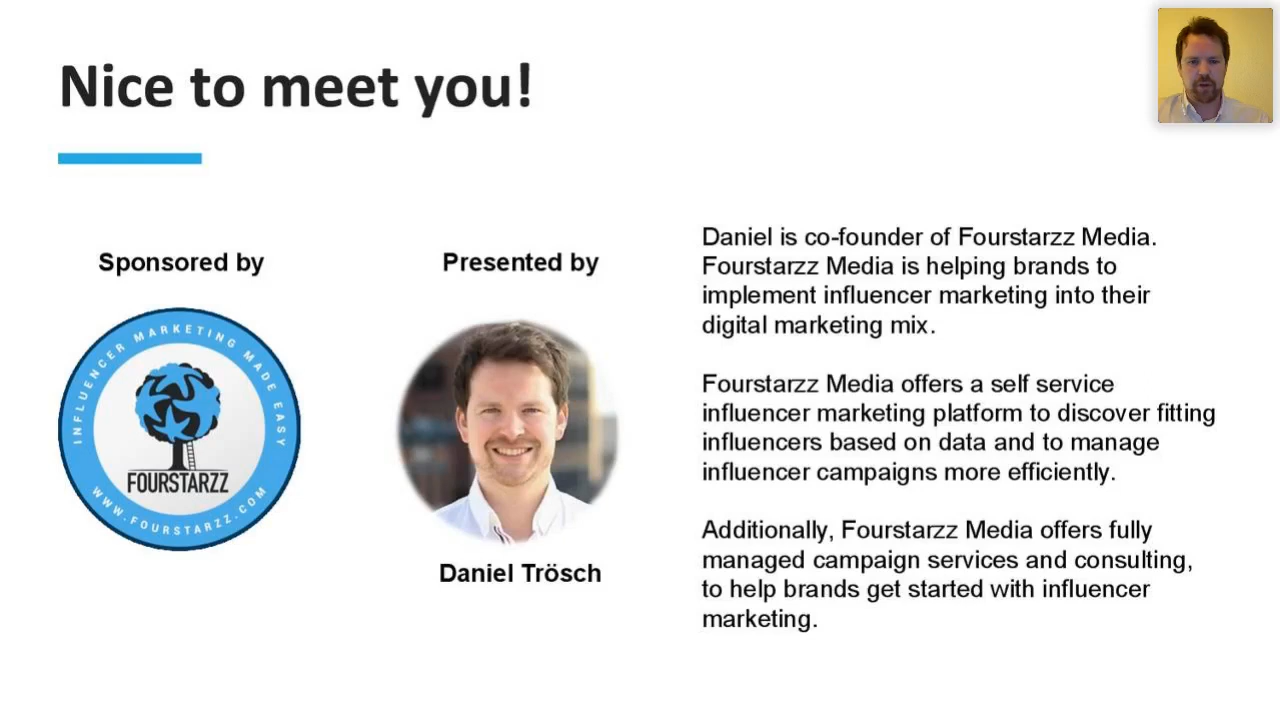 Nice to meet you!
Sponsored by
INFLUENCER MARKETING MADE EASY
FOURSTARZZ
WWW.FOURSTARZZ.COM
Presented by
Daniel Trösch
Daniel is co-founder of Fourstarzz Media.
Fourstarzz Media is helping brands to
implement influencer marketing into their
digital marketing mix.
Fourstarzz Media offers a self service
influencer marketing platform to discover fitting
influencers based on data and to manage
influencer campaigns more efficiently.
Additionally, Fourstarzz Media offers fully
managed campaign services and consulting,
to help brands get started with influencer
marketing.